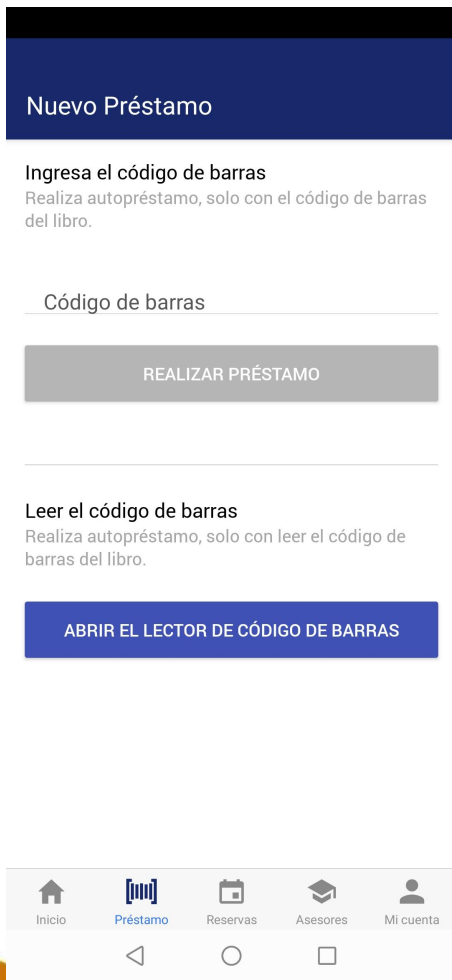 Nuevo Préstamo
Ingresa el código de barras
Realiza autopréstamo, solo con el código de barras
del libro.
Código de barras
REALIZAR PRÉSTAMO
Leer el código de barras
Realiza autopréstamo, solo con leer el código de
barras del libro.
ABRIR EL LECTOR DE CÓDIGO DE BARRAS
Inicio
Préstamo
Reservas
Asesores
Mi cuenta